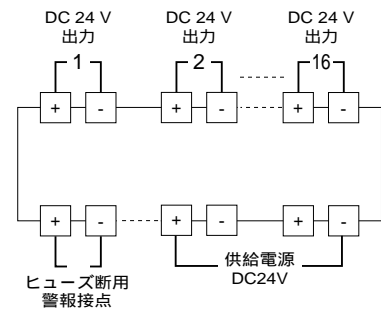 DC 24 V DC 24 V DC 24 V
出力 出力 出力
1 2 16
+ - + - + -
+ - + - + -
ヒューズ断用 供給電源
警報接点 DC24V